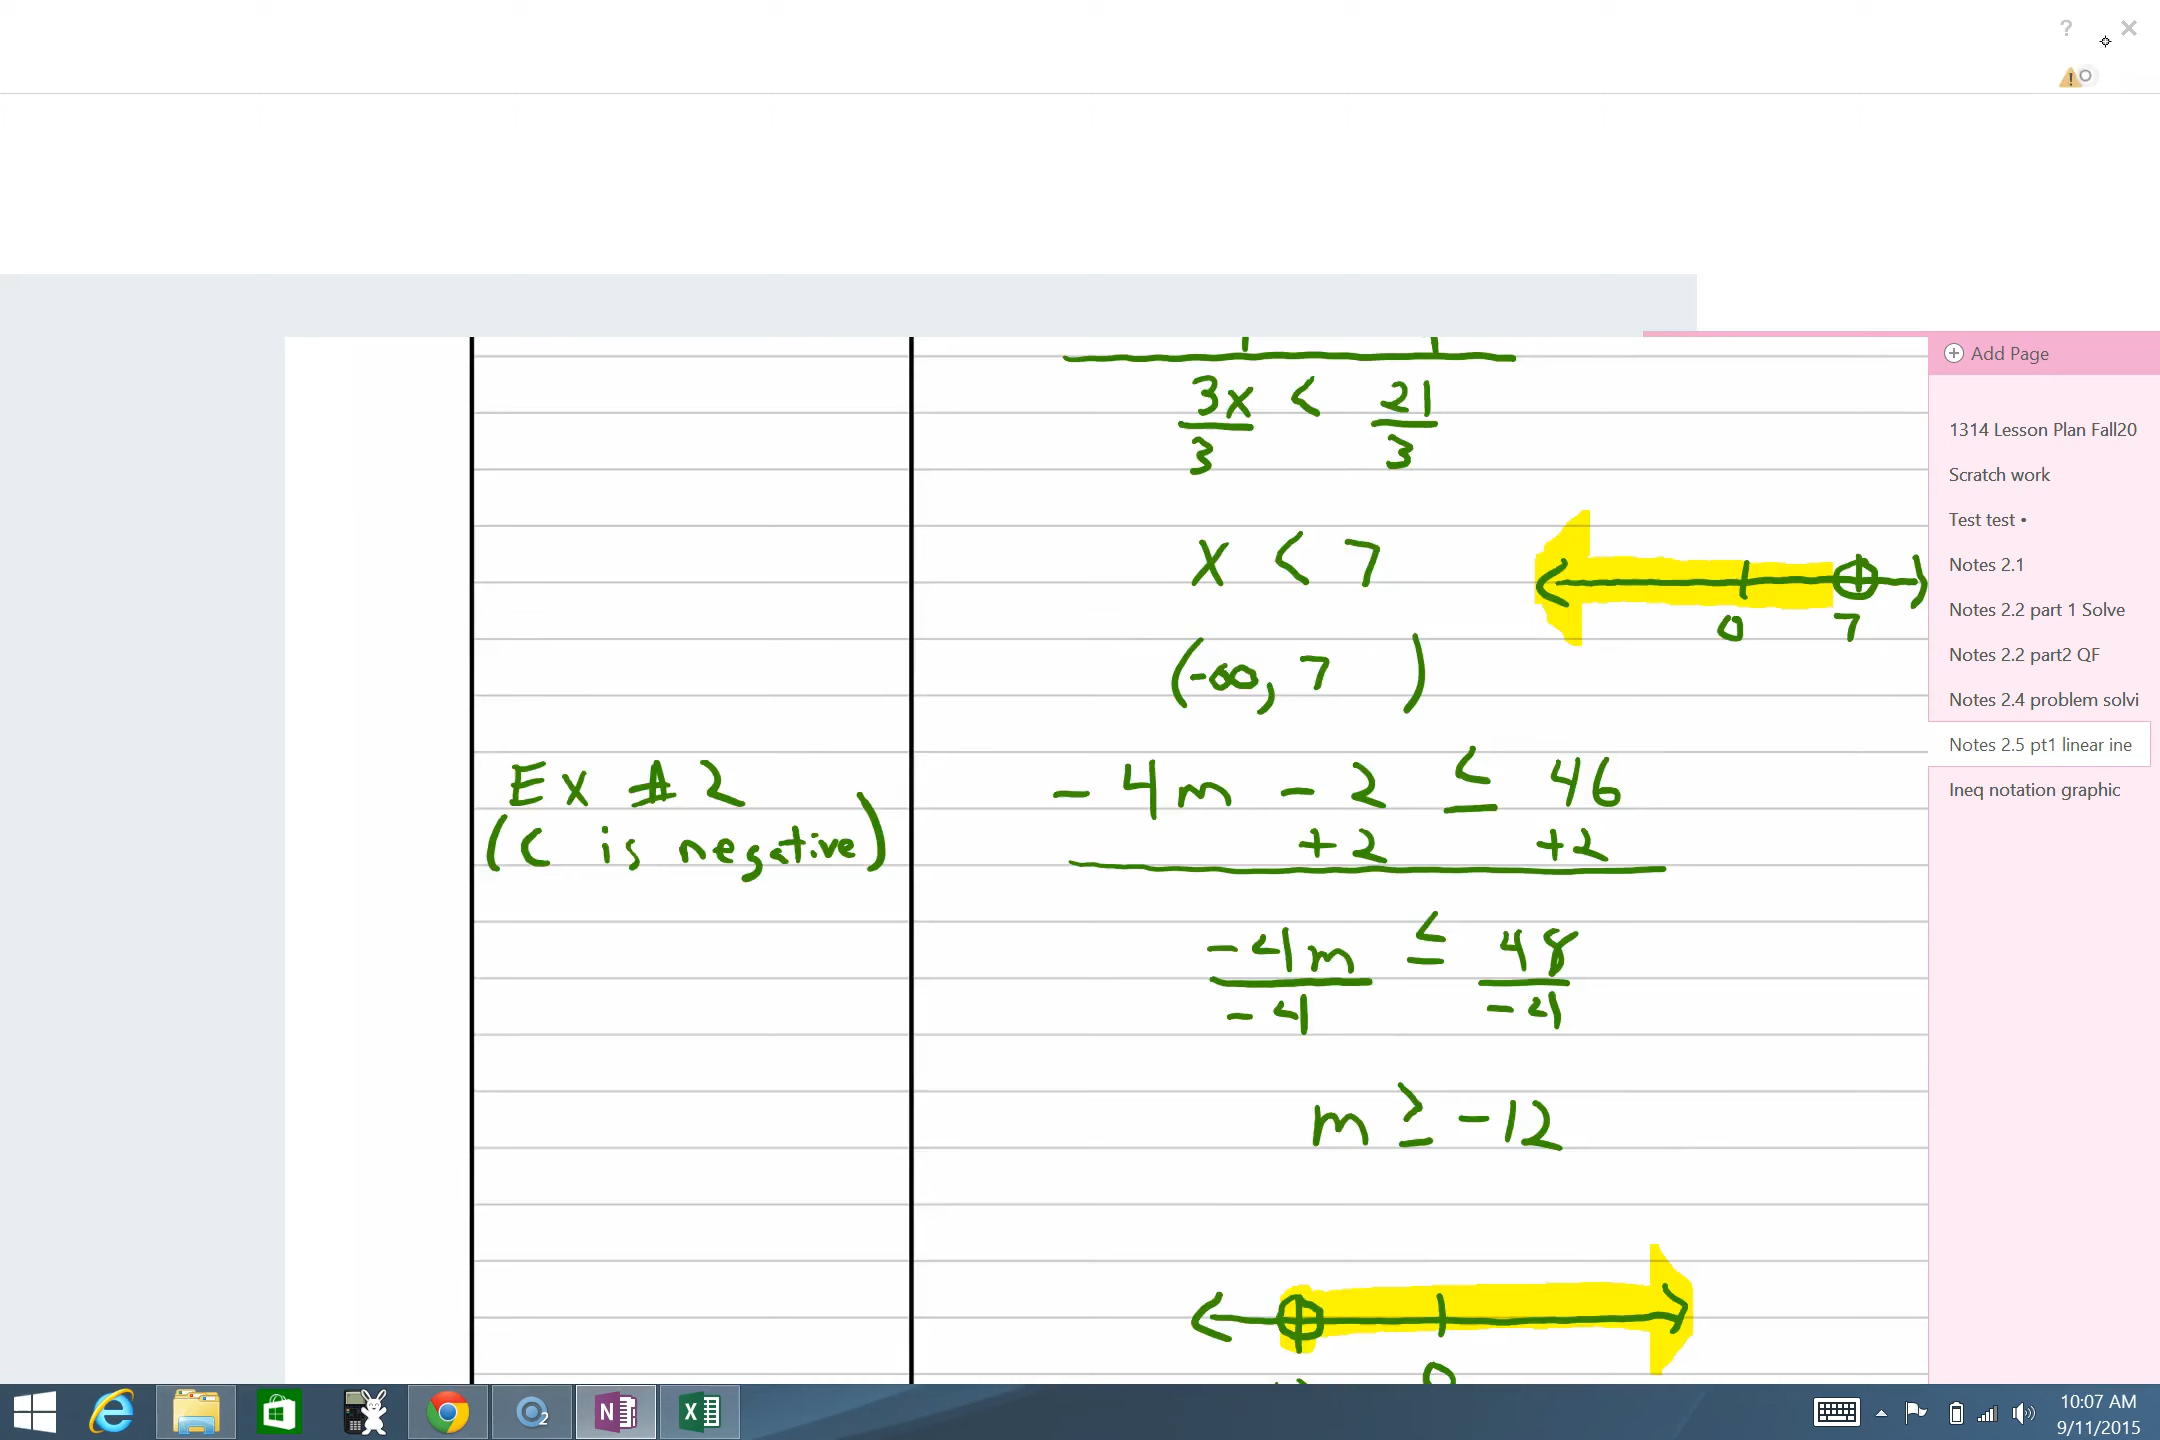 ?
Add Page
1314 Lesson Plan Fall20
Scratch work
Test test •
Notes 2.1
Notes 2.2 part 1 Solve
Notes 2.2 part2 QF
Notes 2.4 problem solvi
Notes 2.5 pt1 linear ine
Ineq notation graphic
3x < 21
3 3
x < 7
0 7
(-∞, 7 )
Ex #2
(C is negative)
- 4m - 2 ≤ 46
+2 +2
-4m ≤ 48
-4 -4
m ≥ -12
0
10:07 AM
9/11/2015